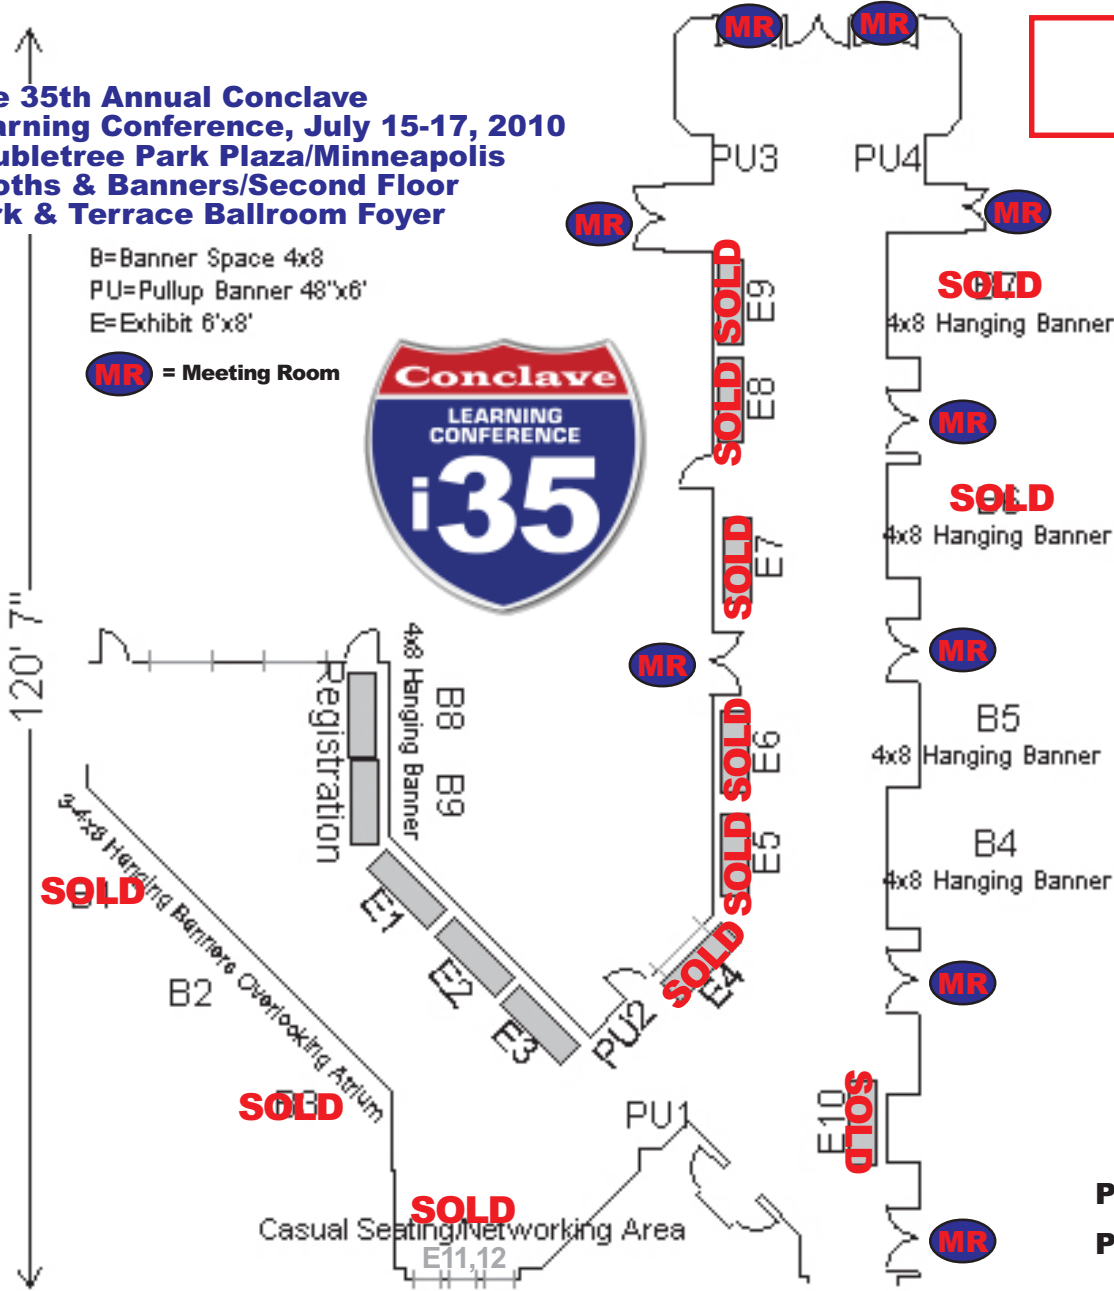 e 35th Annual Conclave
arning Conference, July 15-17, 2010
ubletree Park Plaza/Minneapolis
oths & Banners/Second Floor
rk & Terrace Ballroom Foyer
B=Banner Space 4x8
PU=Pullup Banner 48"x6'
E=Exhibit 6'x8'
MR = Meeting Room
Conclave
LEARNING
CONFERENCE
i35
120' 7"
MR
MR
PU3
PU4
MR
MR
SOLD
E9
SOLD
B7
4x8 Hanging Banner
SOLD
E8
MR
SOLD
B6
4x8 Hanging Banner
SOLD
E7
MR
MR
Registration
4x8 Hanging Banner
B8
B9
SOLD
E6
B5
4x8 Hanging Banner
SOLD
E5
B4
4x8 Hanging Banner
3-4x8 Hanging Banners Overlooking Atrium
SOLD
B1
B2
SOLD
B3
E1
E2
E3
PU2
SOLD
E4
MR
PU1
E10
SOLD
SOLD
Casual Seating/Networking Area
E11,12
MR
P
P